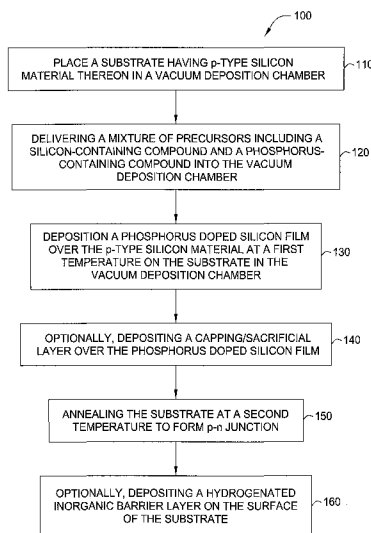 100
PLACE A SUBSTRATE HAVING p-TYPE SILICON
MATERIAL THEREON IN A VACUUM DEPOSITION CHAMBER
110
DELIVERING A MIXTURE OF PRECURSORS INCLUDING A
SILICON-CONTAINING COMPOUND AND A PHOSPHORUS-
CONTAINING COMPOUND INTO THE VACUUM
DEPOSITION CHAMBER
120
DEPOSITION A PHOSPHORUS DOPED SILICON FILM
OVER THE p-TYPE SILICON MATERIAL AT A FIRST
TEMPERATURE ON THE SUBSTRATE IN THE
VACUUM DEPOSITION CHAMBER
130
OPTIONALLY, DEPOSITING A CAPPING/SACRIFICIAL
LAYER OVER THE PHOSPHORUS DOPED SILICON FILM
140
ANNEALING THE SUBSTRATE AT A SECOND
TEMPERATURE TO FORM p-n JUNCTION
150
OPTIONALLY, DEPOSITING A HYDROGENATED
INORGANIC BARRIER LAYER ON THE SURFACE
OF THE SUBSTRATE
160